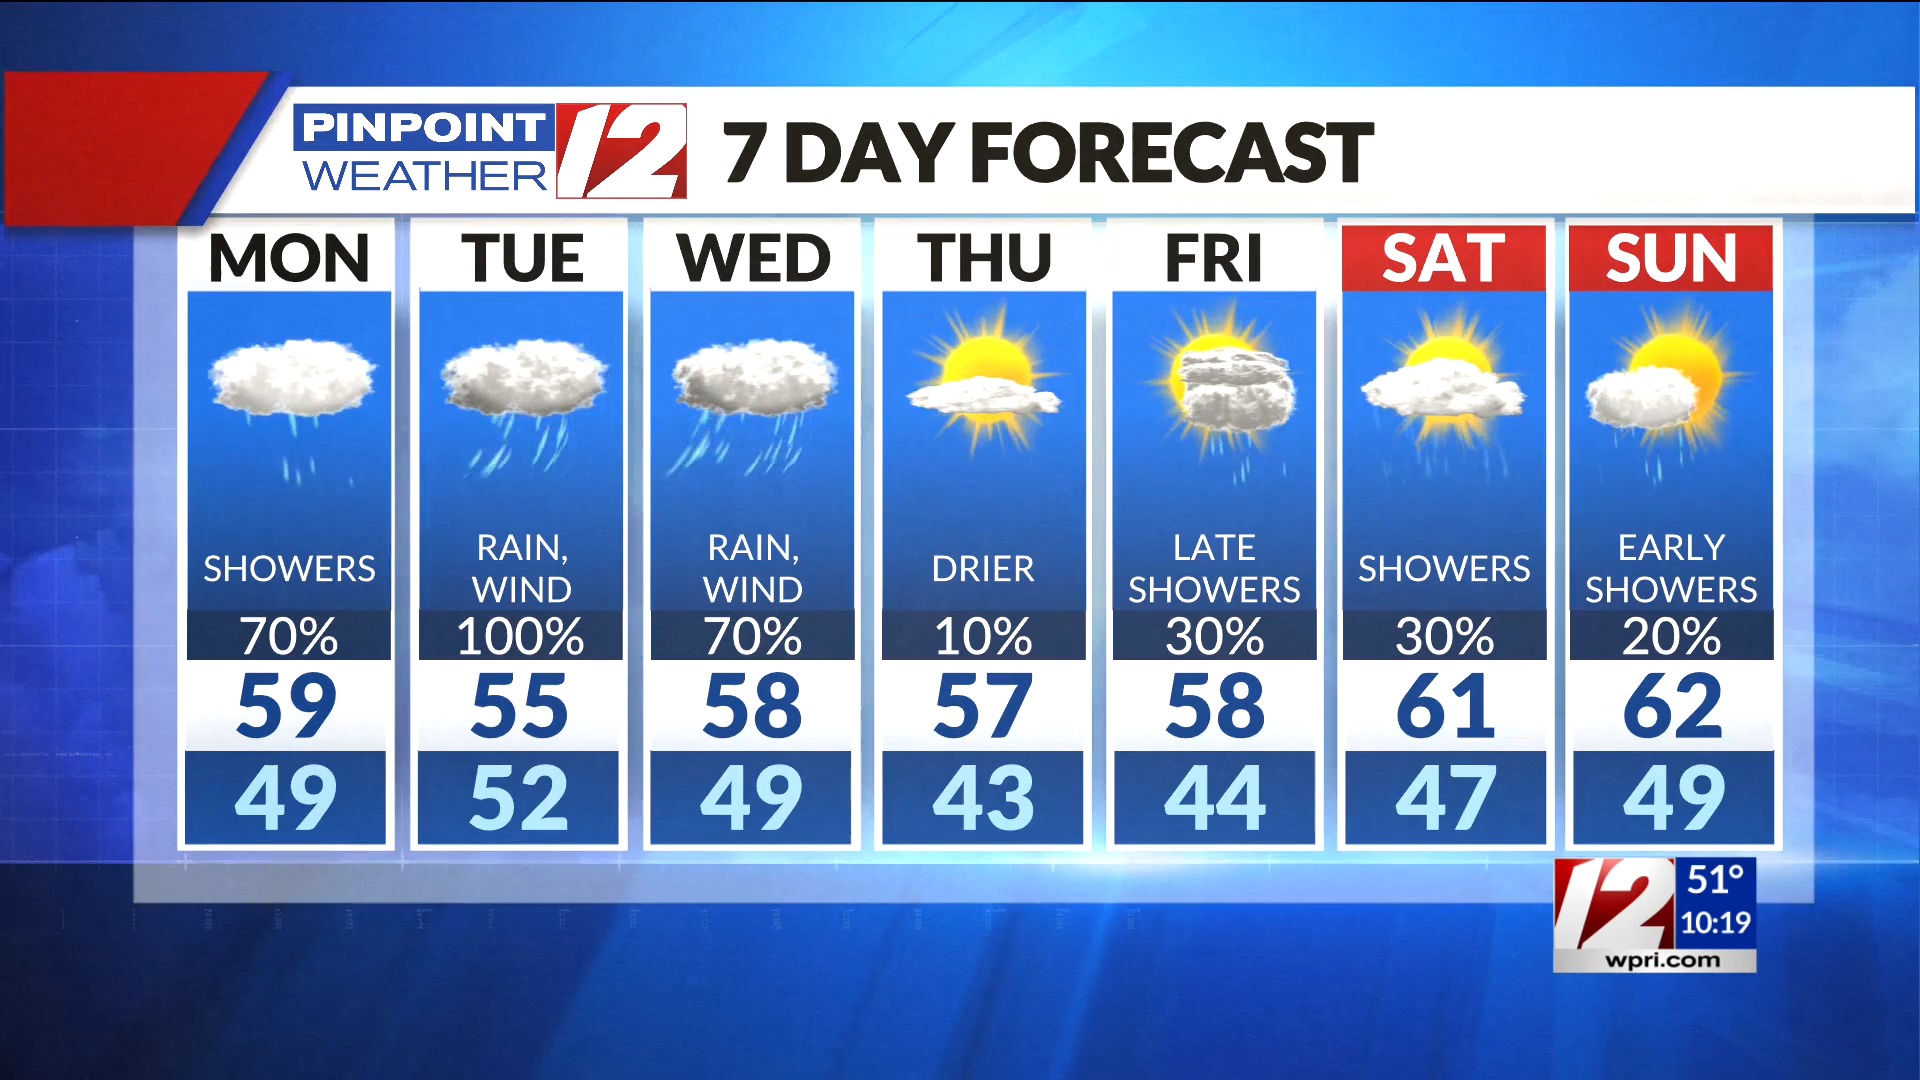 PINPOINT
WEATHER
12
7 DAY FORECAST
MON
SHOWERS
70%
59
49
TUE
RAIN,
WIND
100%
55
52
WED
RAIN,
WIND
70%
58
49
THU
DRIER
10%
57
43
FRI
LATE
SHOWERS
30%
58
44
SAT
SHOWERS
30%
61
47
SUN
EARLY
SHOWERS
20%
62
49
12
51°
10:19
wpri.com